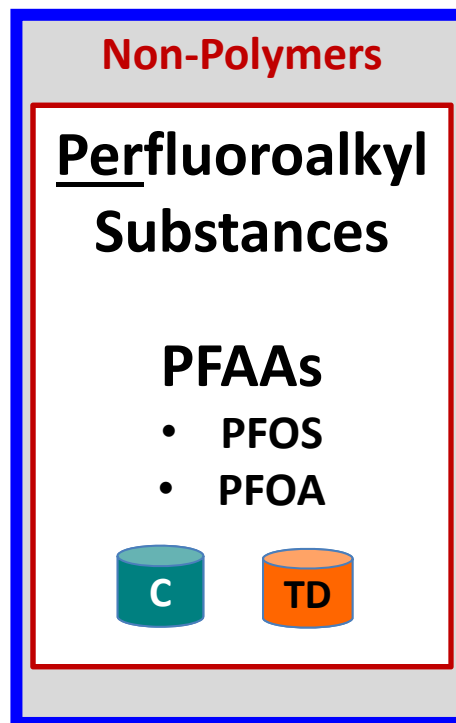 Non-Polymers
Perfluoroalkyl
Substances
PFAAs
• PFOS
• PFOA
C TD